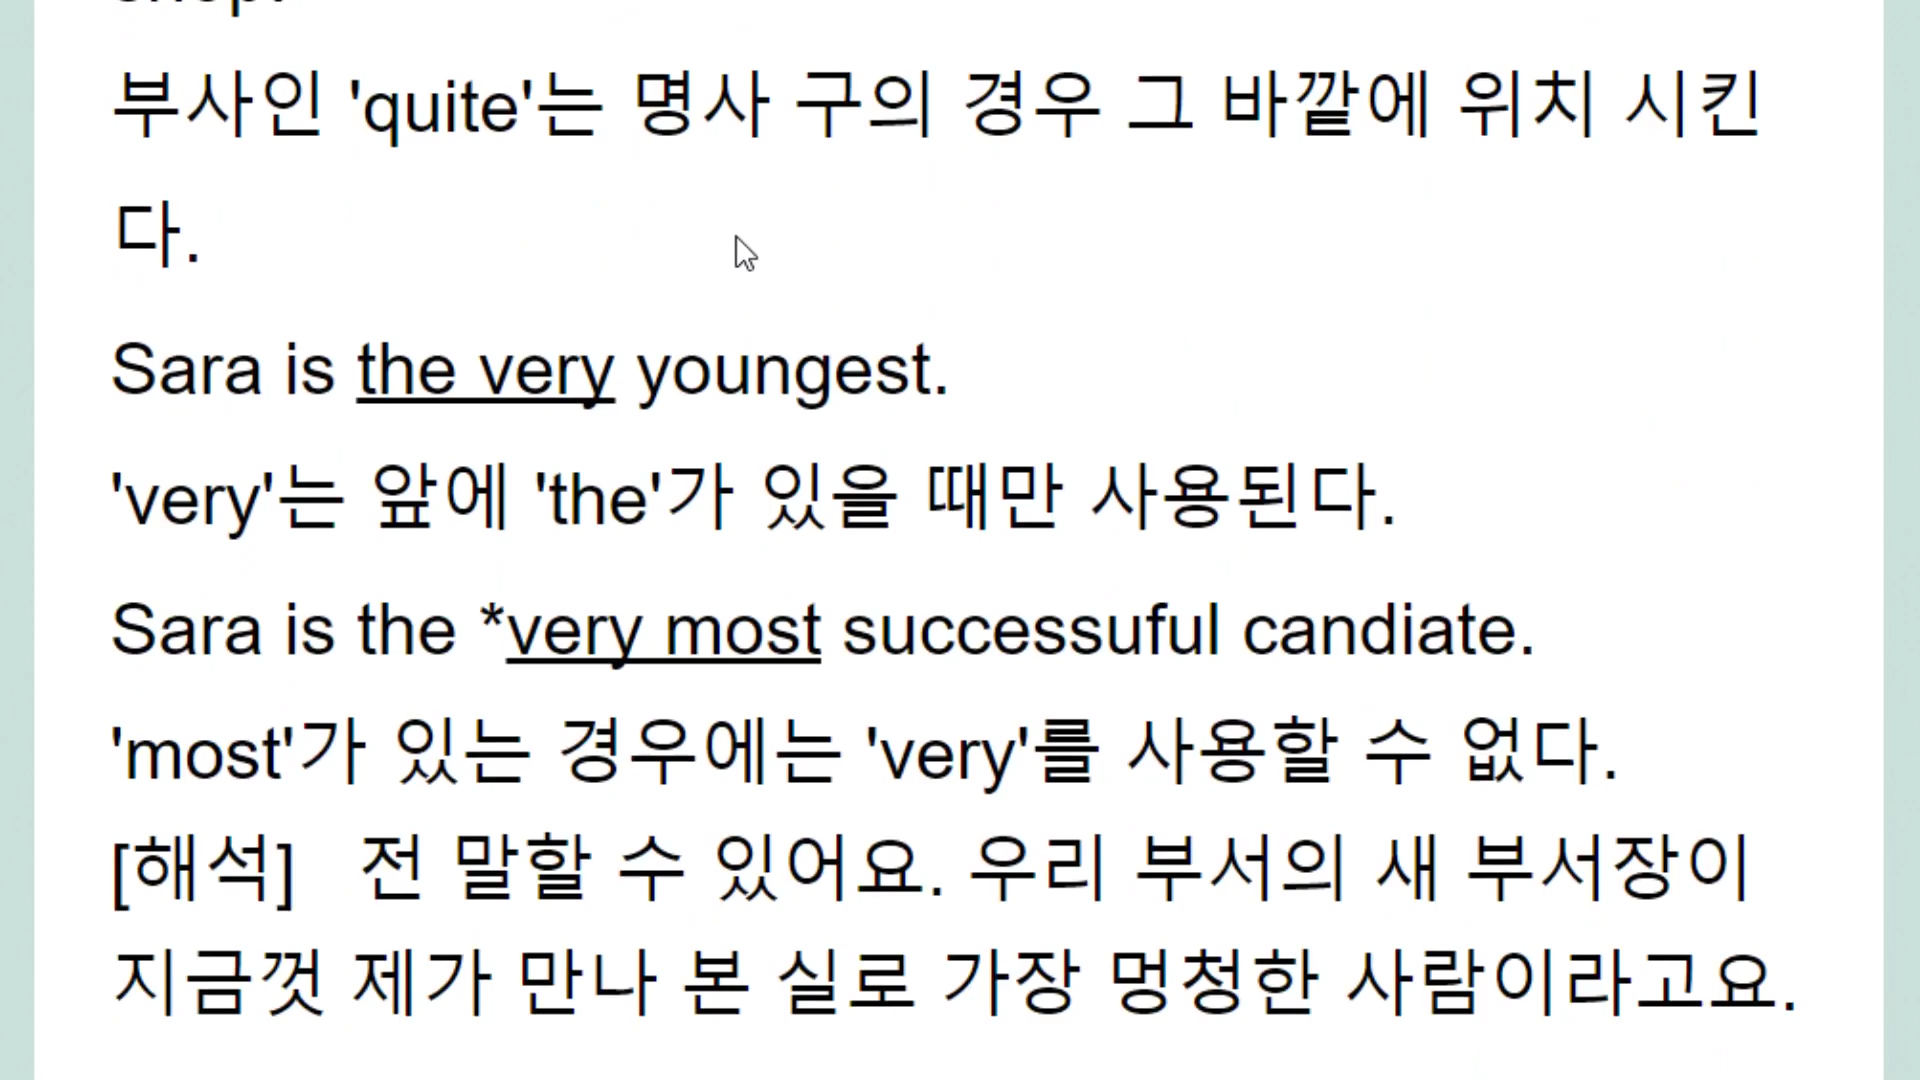 부사인 'quite'는 명사 구의 경우 그 바깥에 위치 시킨
다.
Sara is the very youngest.
'very'는 앞에 'the'가 있을 때만 사용된다.
Sara is the *very most successuful candiate.
'most'가 있는 경우에는 'very'를 사용할 수 없다.
[해석] 전 말할 수 있어요. 우리 부서의 새 부서장이
지금껏 제가 만나 본 실로 가장 멍청한 사람이라고요.